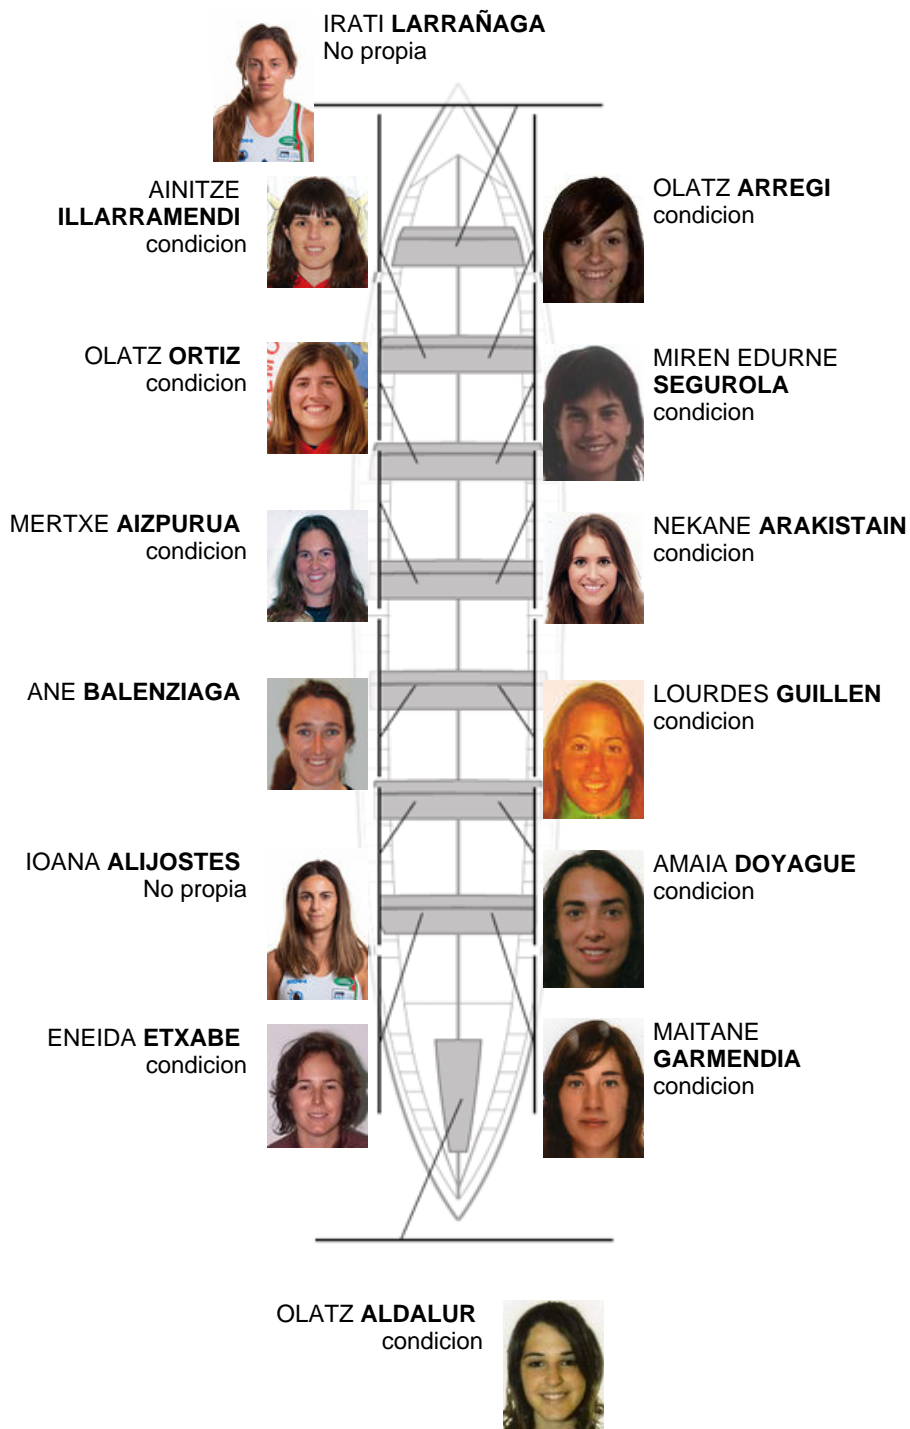 IRATI LARRAÑAGA
No propia
AINITZE
ILLARRAMENDI
condicion
OLATZ ARREGI
condicion
OLATZ ORTIZ
condicion
MIREN EDURNE
SEGUROLA
condicion
MERTXE AIZPURUA
condicion
NEKANE ARAKISTAIN
condicion
ANE BALENZIAGA
LOURDES GUILLEN
condicion
IOANA ALIJOSTES
No propia
AMAIA DOYAGUE
condicion
ENEIDA ETXABE
condicion
MAITANE
GARMENDIA
condicion
OLATZ ALDALUR
condicion